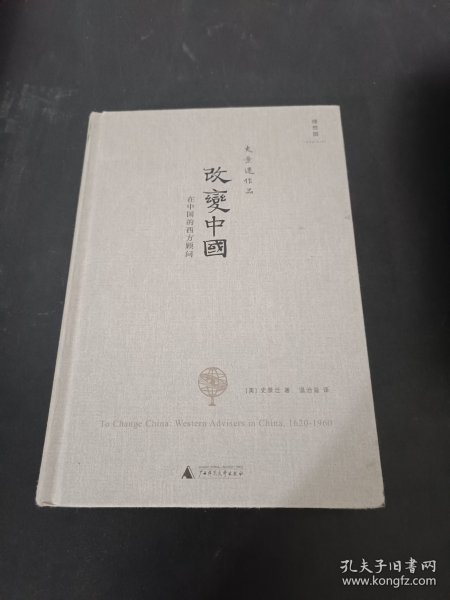 理想国
史景迁作品
改變中國
在中国的西方顾问
[美] 史景迁 著 温洽溢 译
To Change China: Western Advisers in China, 1620-1960
广西师范大学出版社
孔夫子旧书网
www.kongfz.com